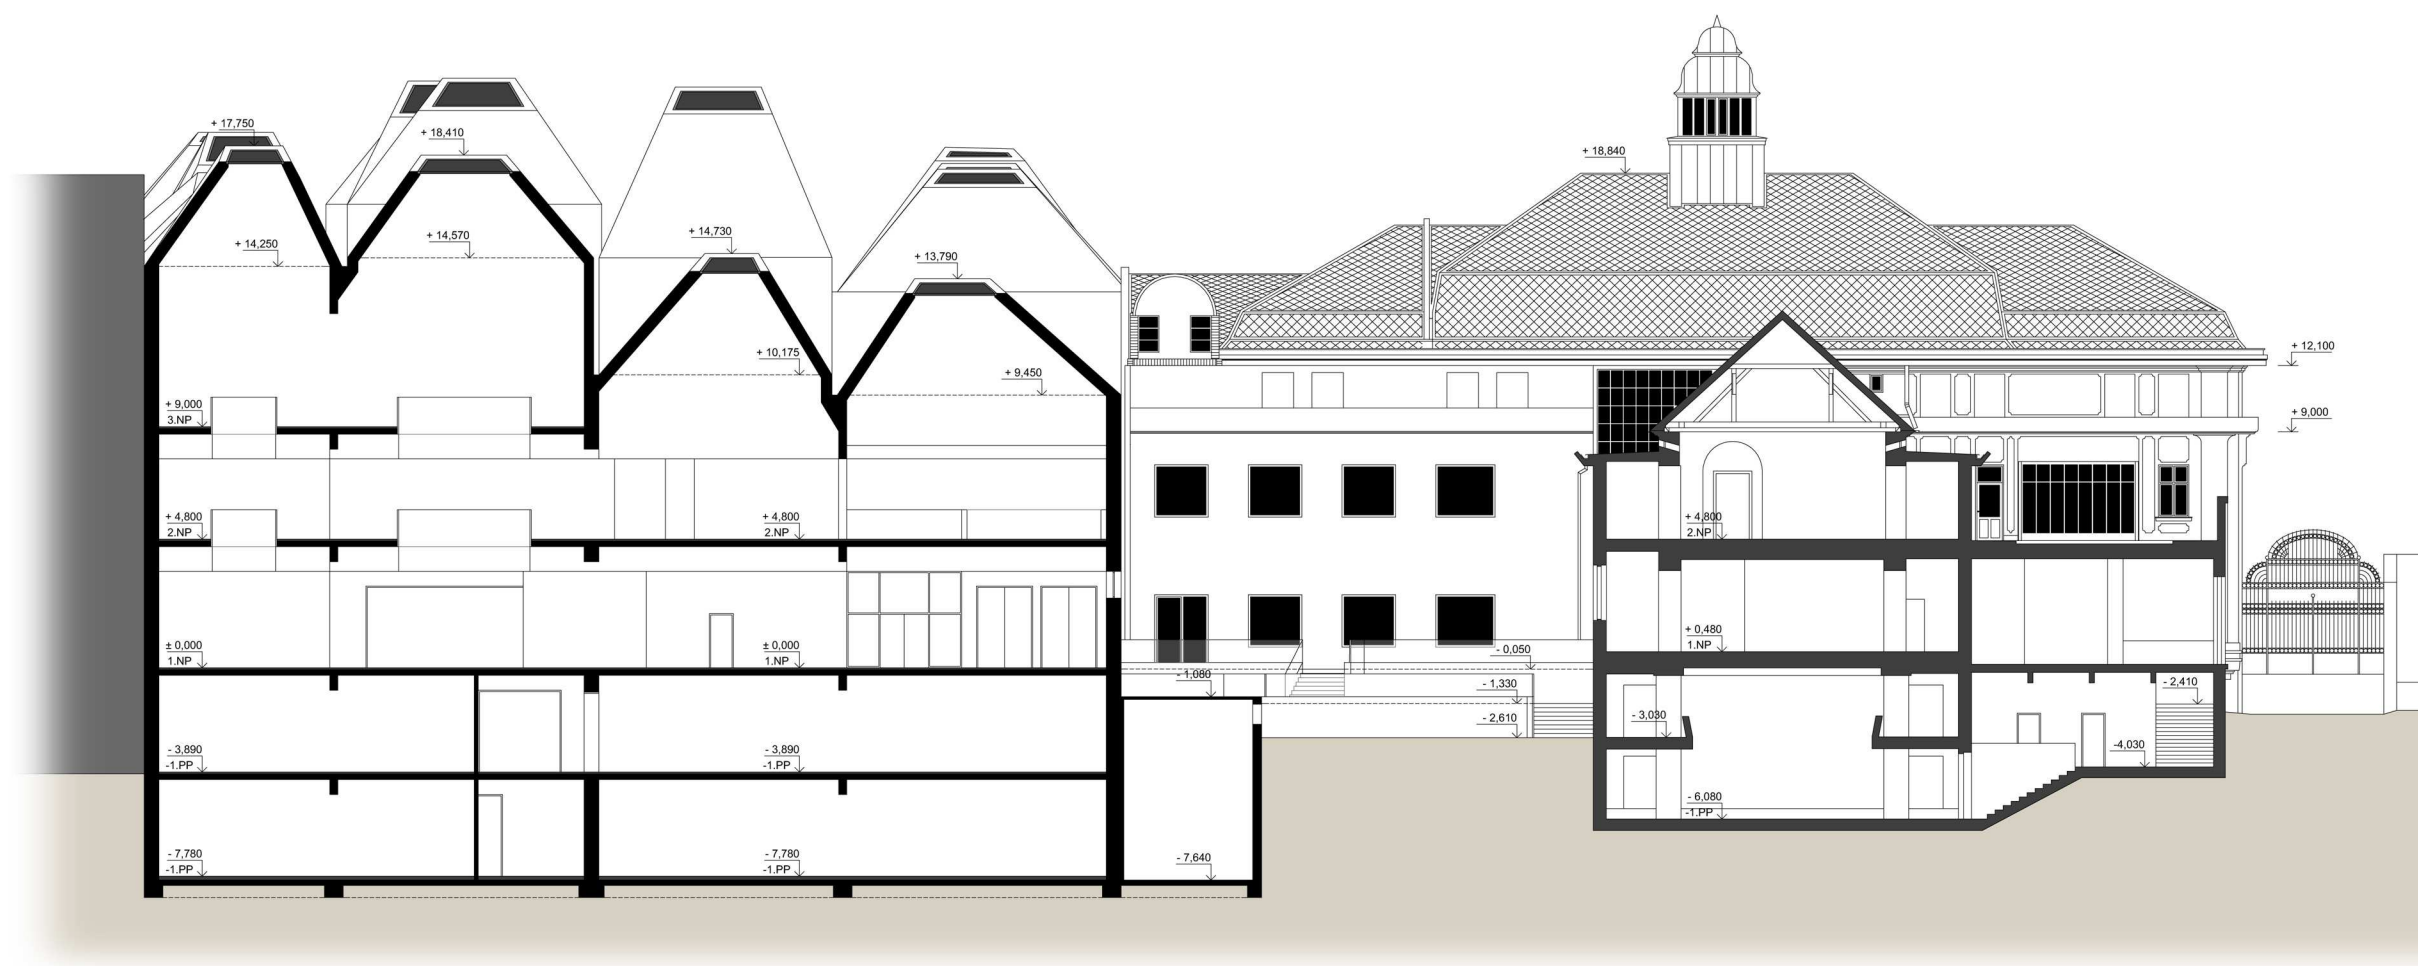 + 17,750
+ 18,410
+ 14,250
+ 14,570
+ 14,730
+ 13,790
+ 10,175
+ 9,450
+ 9,000
3.NP
+ 4,800
2.NP
+ 4,800
2.NP
± 0,000
1.NP
± 0,000
1.NP
- 3,890
-1.PP
- 3,890
-1.PP
- 7,780
-1.PP
- 7,780
-1.PP
- 1,080
- 7,640
- 0,050
- 1,330
- 2,610
+ 18,840
+ 12,100
+ 9,000
+ 4,800
2.NP
+ 0,480
1.NP
- 3,030
- 2,410
-4,030
- 6,080
-1.PP